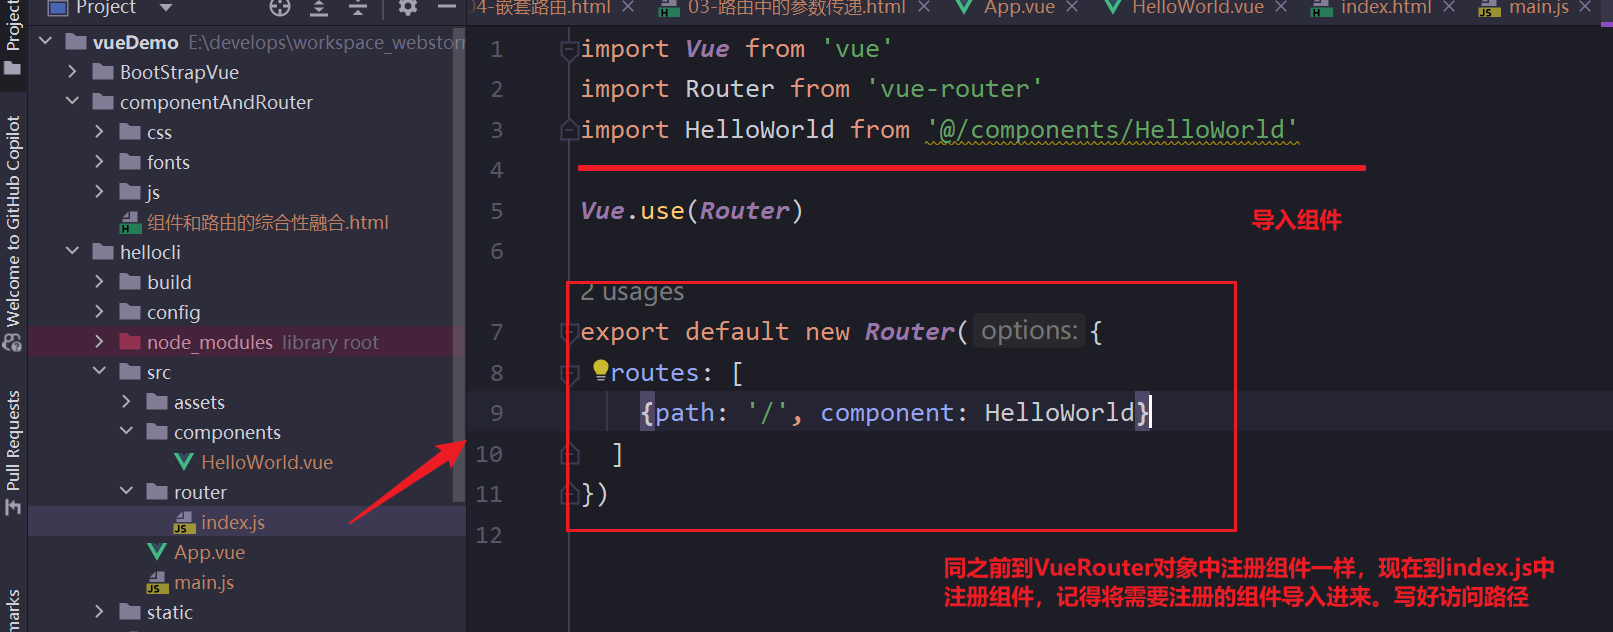 Project
04-嵌套路由.html
03-路由中的参数传递.html
App.vue
HelloWorld.vue
index.html
main.js
Project
Welcome to GitHub Copilot
Pull Requests
marks
vueDemo E:\develops\workspace_webstorm
BootStrapVue
componentAndRouter
css
fonts
js
组件和路由的综合性融合.html
hellocli
build
config
node_modules library root
src
assets
components
HelloWorld.vue
router
index.js
App.vue
main.js
static
1 import Vue from 'vue'
2 import Router from 'vue-router'
3 import HelloWorld from '@/components/HelloWorld'
4
5 Vue.use(Router)
导入组件
6
2 usages
7 export default new Router( options: {
8 routes: [
9 {path: '/', component: HelloWorld}
10 ]
11 })
12
同之前到VueRouter对象中注册组件一样，现在到index.js中
注册组件，记得将需要注册的组件导入进来。写好访问路径